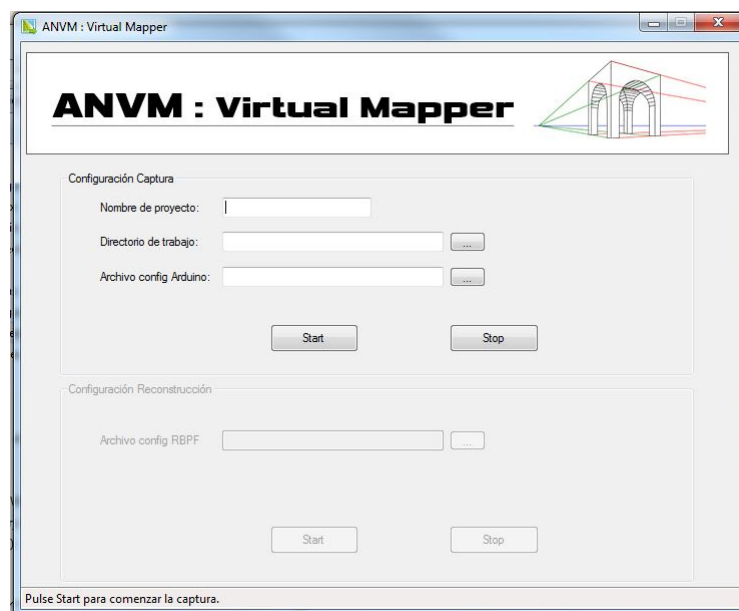 ANVM : Virtual Mapper
ANVM : Virtual Mapper
Configuración Captura
Nombre de proyecto:
Directorio de trabajo:
...
Archivo config Arduino:
...
Start
Stop
Configuración Reconstrucción
Archivo config RBPF
...
Start
Stop
Pulse Start para comenzar la captura.